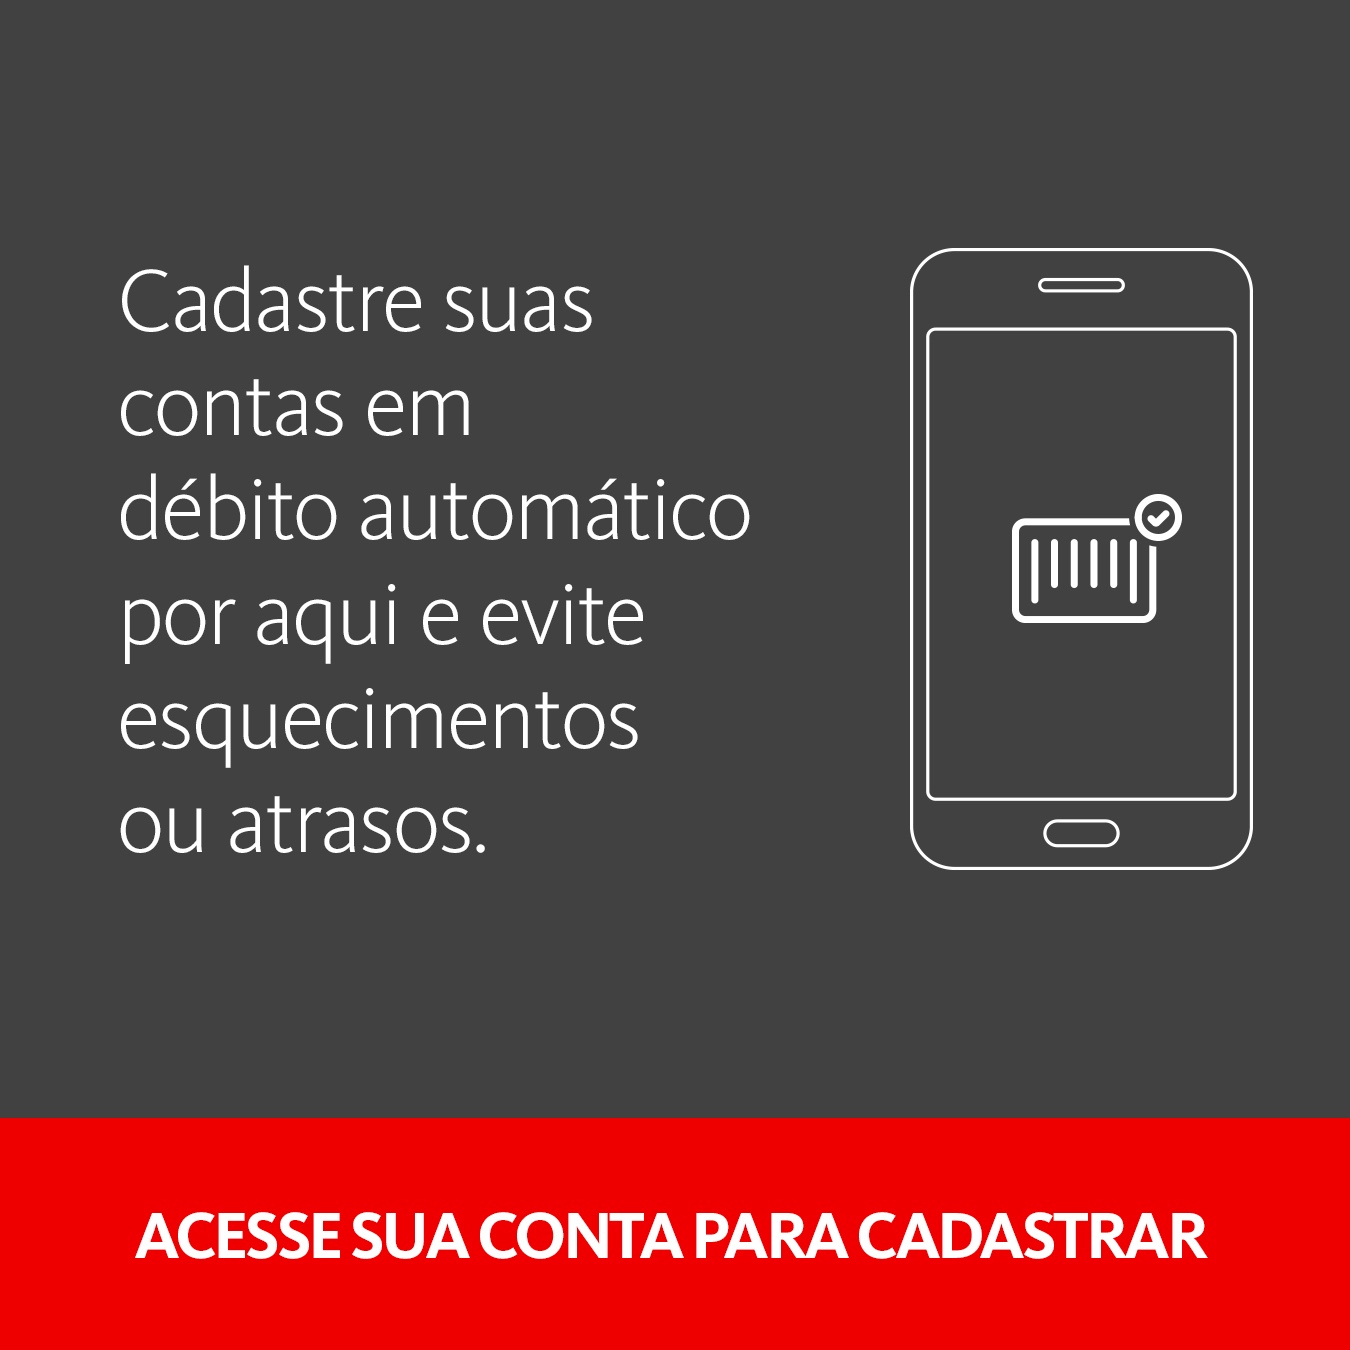 Cadastre suas
contas em
débito automático
por aqui e evite
esquecimentos
ou atrasos.
ACESSE SUA CONTA PARA CADASTRAR